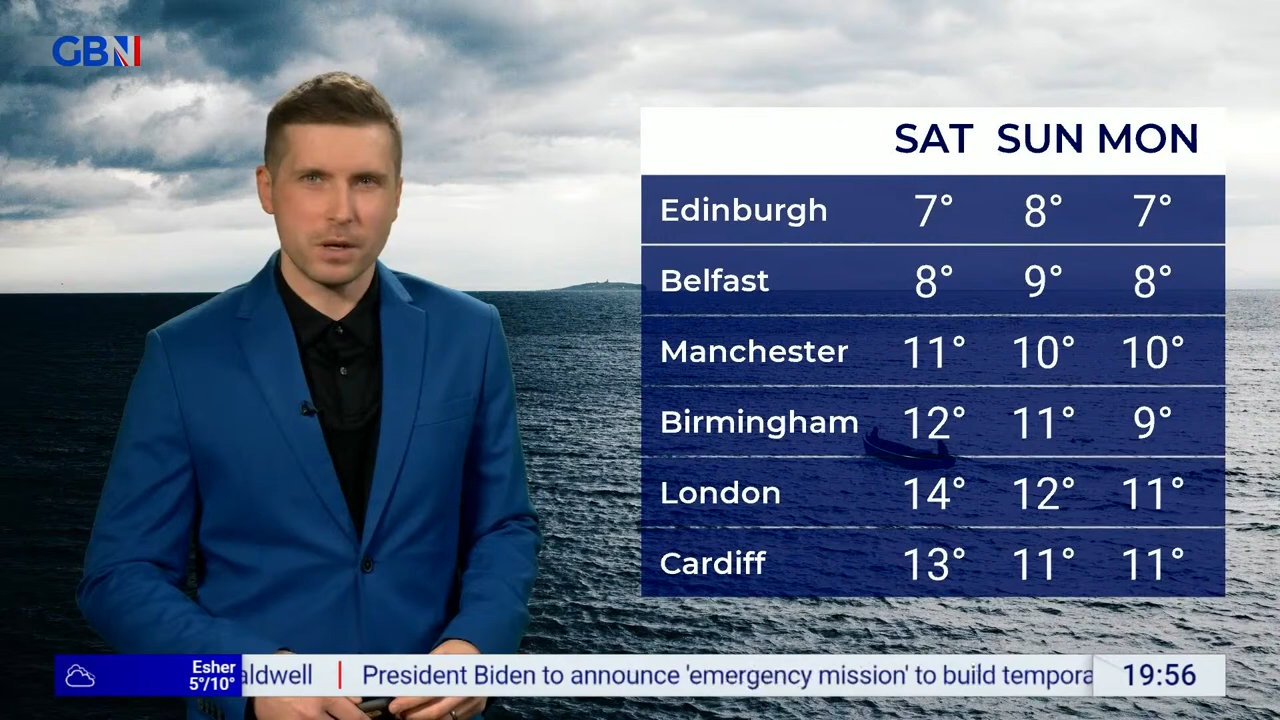 GBN
SAT SUN MON
Edinburgh 7° 8° 7°
Belfast 8° 9° 8°
Manchester 11° 10° 10°
Birmingham 12° 11° 9°
London 14° 12° 11°
Cardiff 13° 11° 11°
Esher
5°/10°
aldwell | President Biden to announce 'emergency mission' to build tempora
19:56